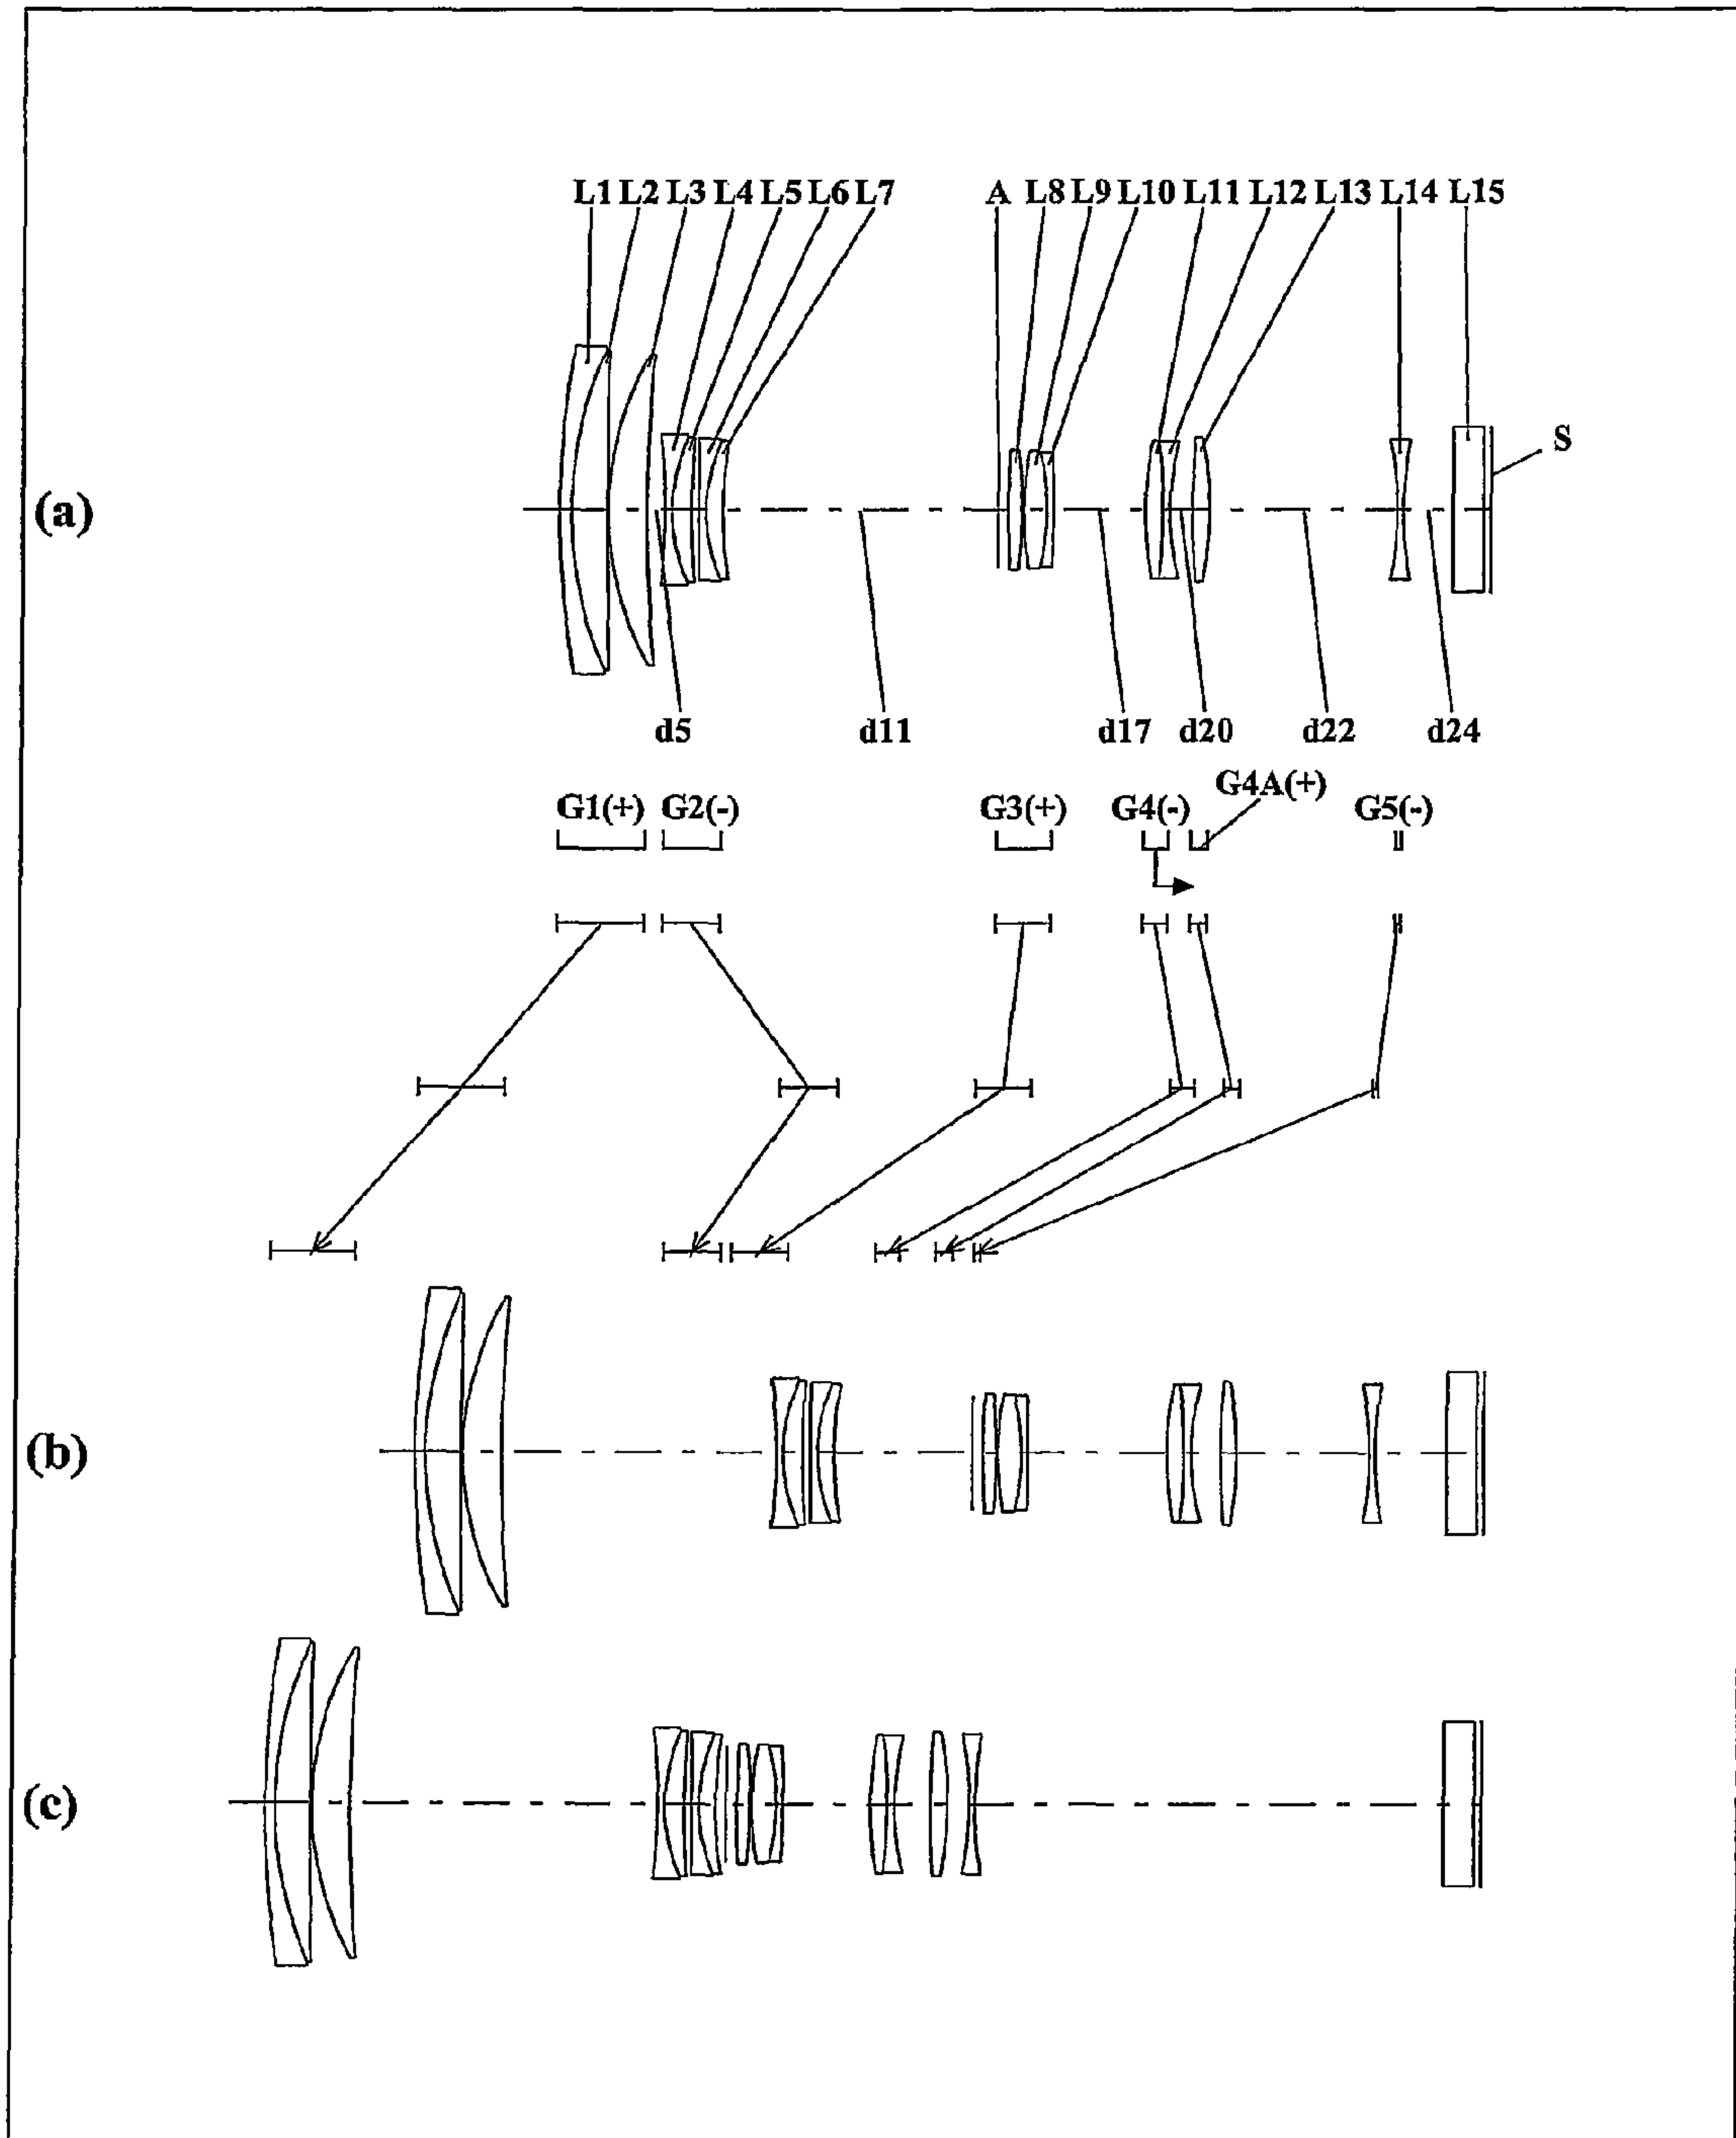 L1 L2 L3 L4 L5 L6 L7 A L8 L9 L10 L11 L12 L13 L14 L15
S
(a)
d5 d11 d17 d20 d22 d24
G4A(+)
G1(+) G2(-) G3(+) G4(-) G5(-)
(b)
(c)